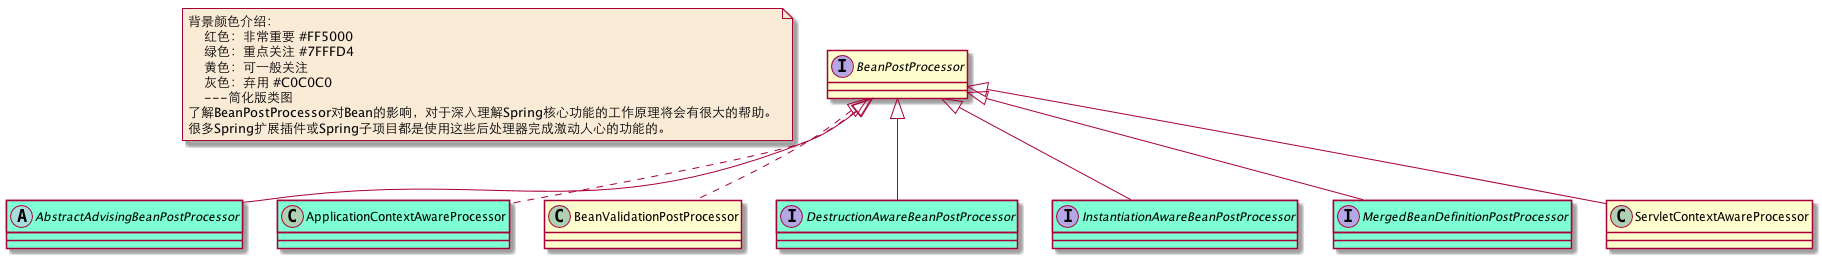 背景颜色介绍：
红色：非常重要 #FF5000
绿色：重点关注 #7FFFD4
黄色：可一般关注
灰色：弃用 #C0C0C0
---简化版类图
了解BeanPostProcessor对Bean的影响，对于深入理解Spring核心功能的工作原理将会有很大的帮助。
很多Spring扩展插件或Spring子项目都是使用这些后处理器完成激动人心的功能的。
I BeanPostProcessor
A AbstractAdvisingBeanPostProcessor
C ApplicationContextAwareProcessor
C BeanValidationPostProcessor
I DestructionAwareBeanPostProcessor
I InstantiationAwareBeanPostProcessor
I MergedBeanDefinitionPostProcessor
C ServletContextAwareProcessor